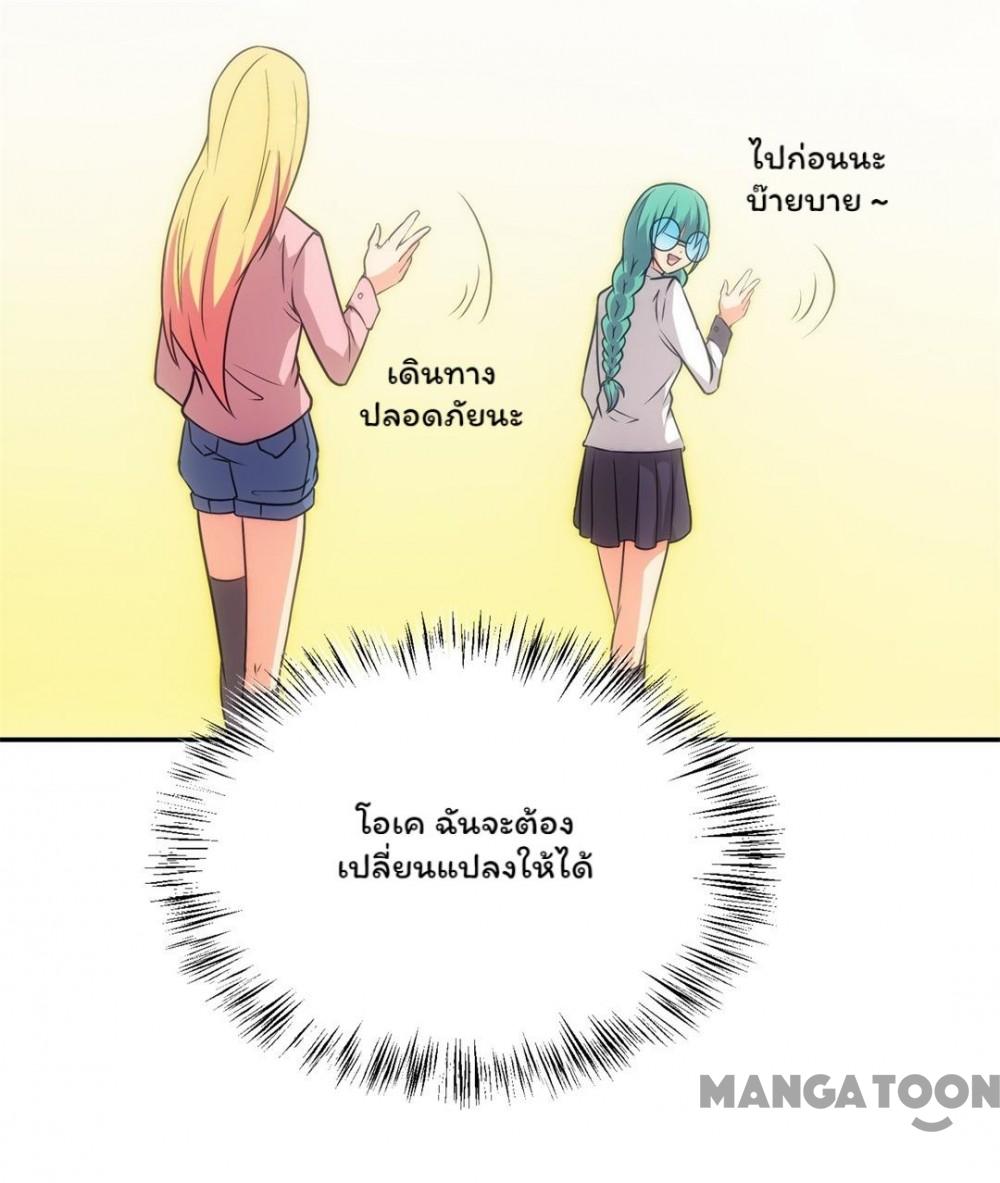 ไปก่อนนะ
บ๊ายบาย ~
เดินทาง
ปลอดภัยนะ
โอเค ฉันจะต้อง
เปลี่ยนแปลงให้ได้
MANGATOON